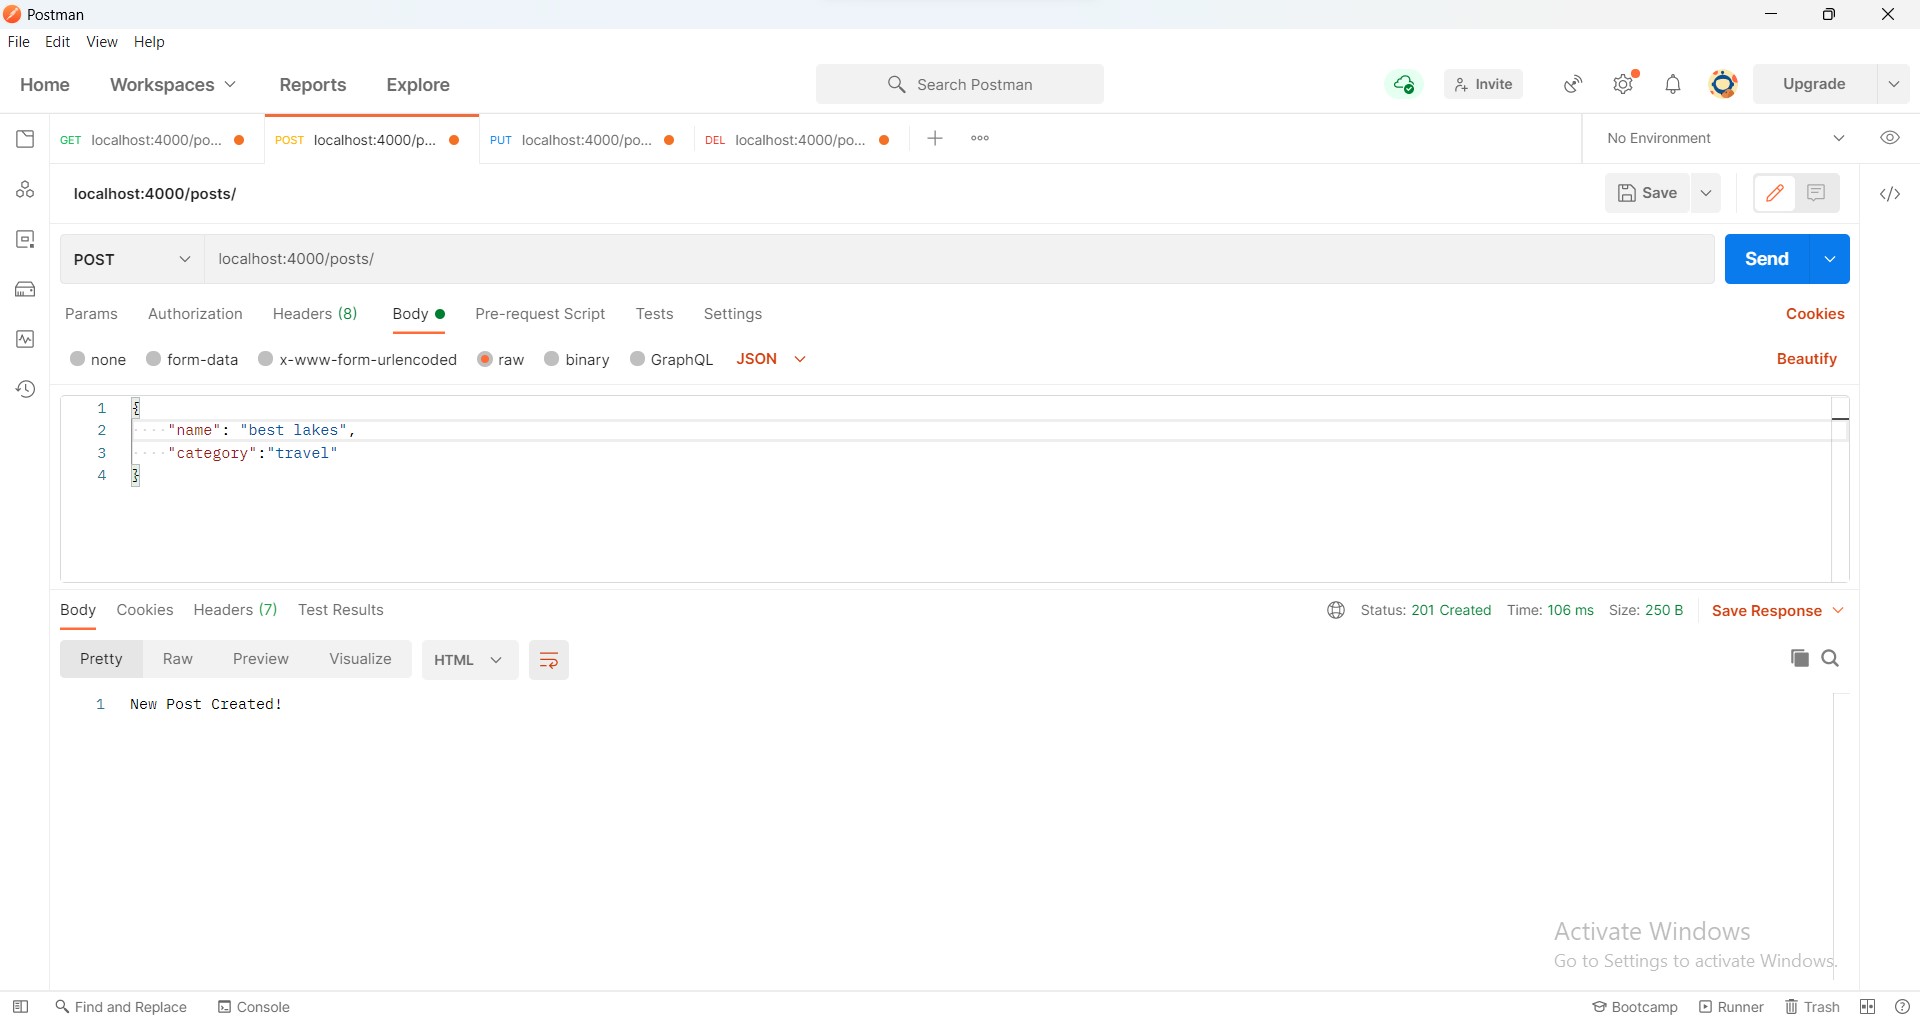 Postman
File Edit View Help
Home Workspaces Reports Explore Search Postman Invite Upgrade
GET localhost:4000/po... POST localhost:4000/p... PUT localhost:4000/po... DEL localhost:4000/po... No Environment
localhost:4000/posts/ Save
POST localhost:4000/posts/ Send
Params Authorization Headers (8) Body Pre-request Script Tests Settings Cookies
none form-data x-www-form-urlencoded raw binary GraphQL JSON Beautify
1 {
2 ····"name": "best lakes",
3 ····"category":"travel"
4 }
Body Cookies Headers (7) Test Results Status: 201 Created Time: 106 ms Size: 250 B Save Response
Pretty Raw Preview Visualize HTML
1 New Post Created!
Activate Windows
Go to Settings to activate Windows.
Find and Replace Console Bootcamp Runner Trash